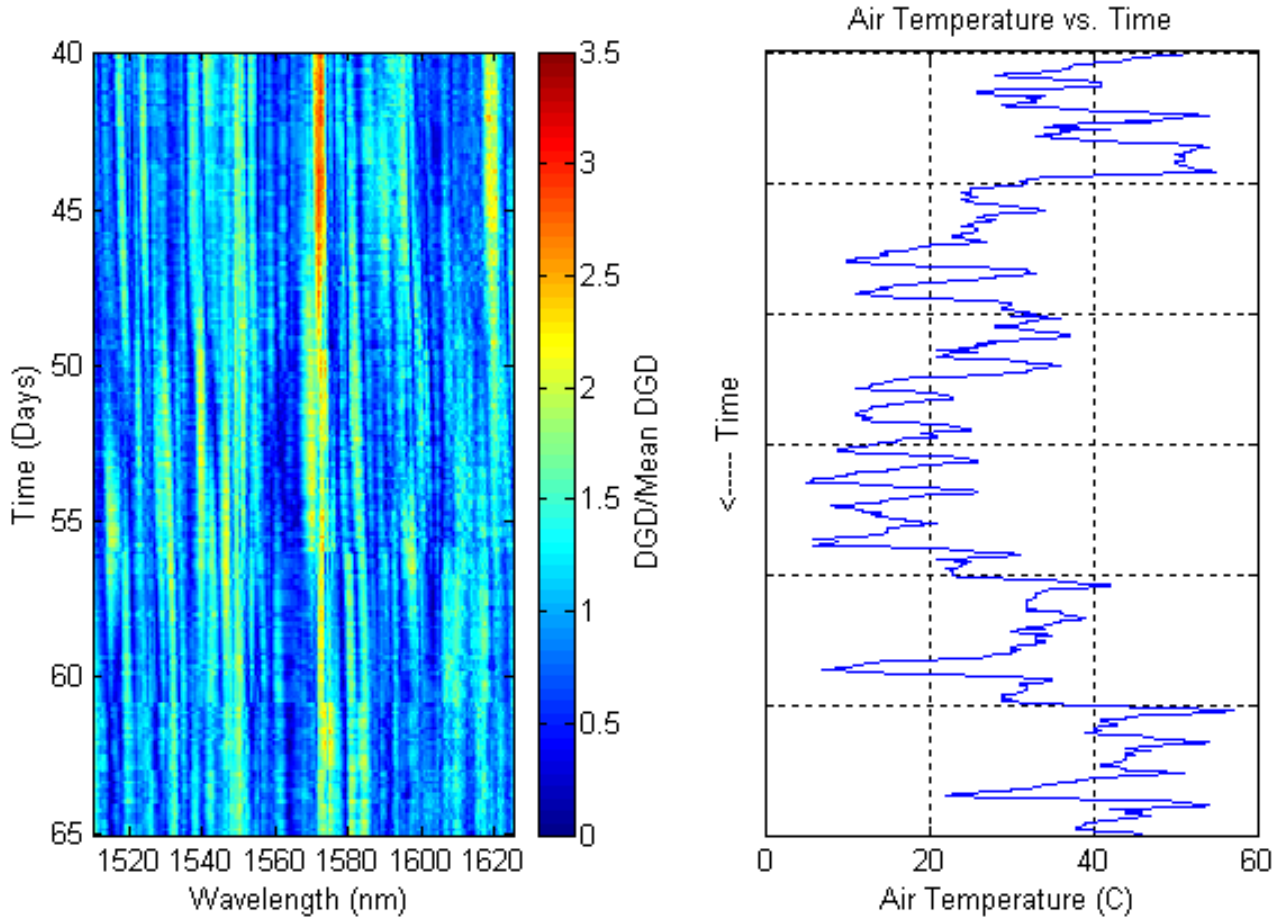 Air Temperature vs. Time
40
45
50
55
60
65
Time (Days)
1520 1540 1560 1580 1600 1620
Wavelength (nm)
3.5
3
2.5
2
1.5
1
0.5
0
DGD/Mean DGD
<---- Time
0 20 40 60
Air Temperature (C)